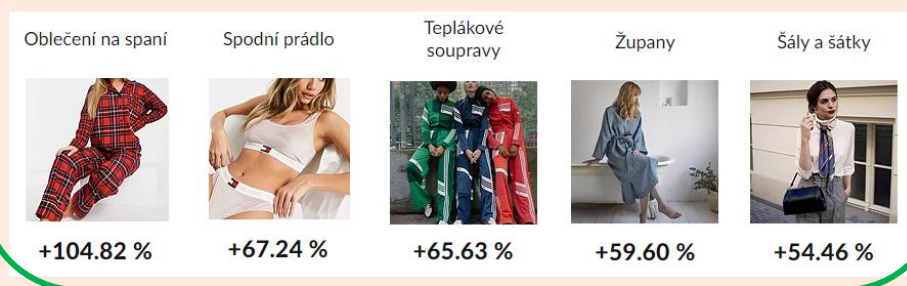 Oblečení na spaní
Spodní prádlo
Teplákové
soupravy
Župany
Šály a šátky
+104.82 %
+67.24 %
+65.63 %
+59.60 %
+54.46 %